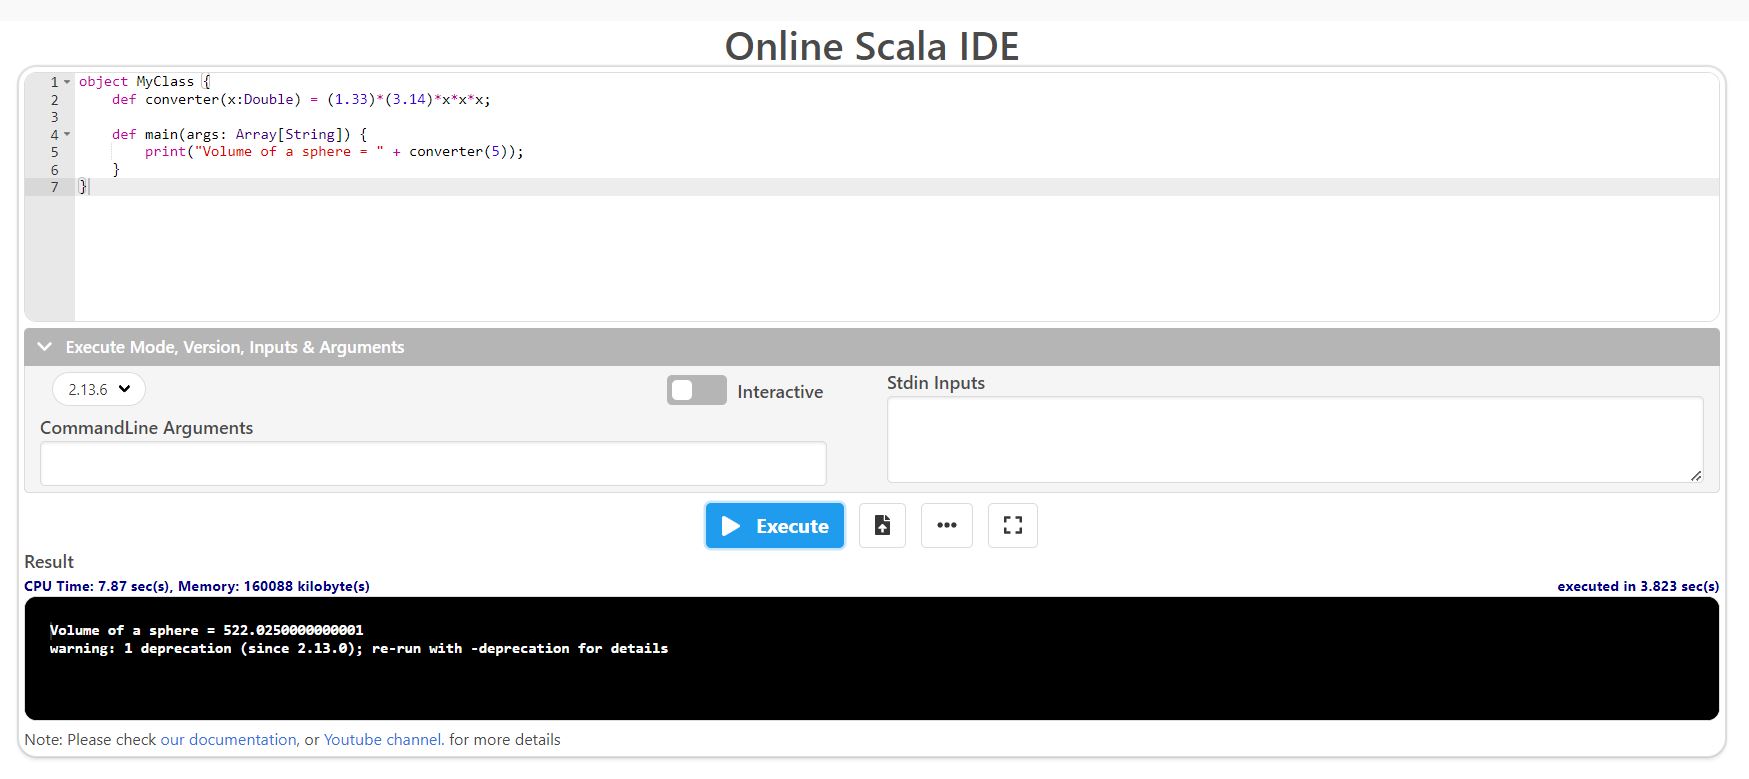 Online Scala IDE
1 object MyClass {
2 def converter(x:Double) = (1.33)*(3.14)*x*x*x;
3
4 def main(args: Array[String]) {
5 print("Volume of a sphere = " + converter(5));
6 }
7 }
Execute Mode, Version, Inputs & Arguments
2.13.6
Interactive
Stdin Inputs
CommandLine Arguments
Execute
Result
CPU Time: 7.87 sec(s), Memory: 160088 kilobyte(s)
executed in 3.823 sec(s)
Volume of a sphere = 522.0250000000001
warning: 1 deprecation (since 2.13.0); re-run with -deprecation for details
Note: Please check our documentation, or Youtube channel. for more details